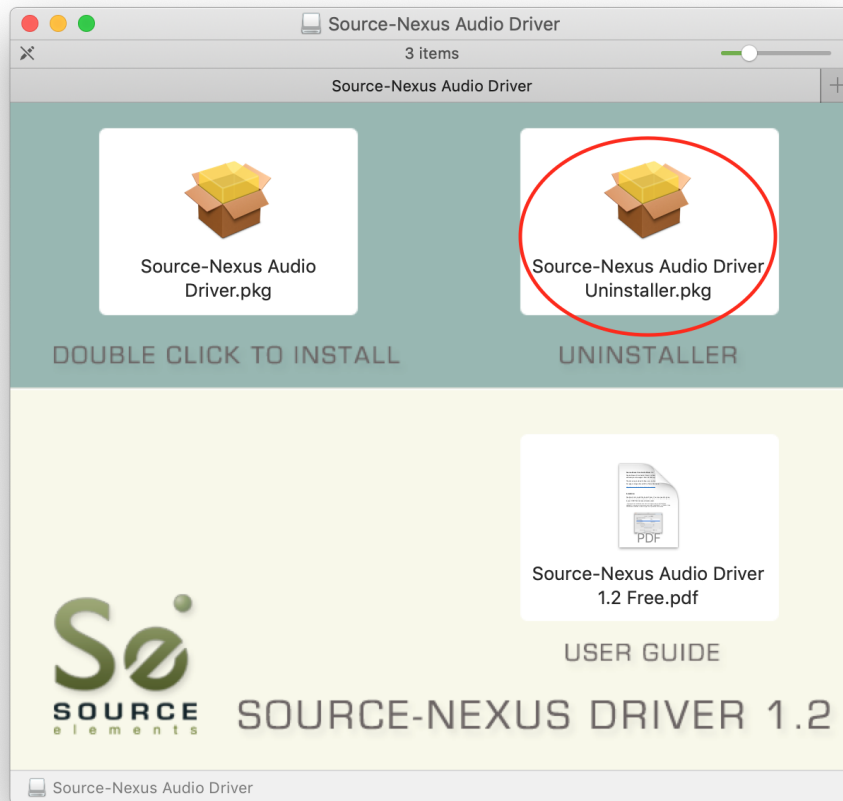 Source-Nexus Audio Driver
3 items
Source-Nexus Audio Driver
Source-Nexus Audio
Driver.pkg
Source-Nexus Audio Driver
Uninstaller.pkg
DOUBLE CLICK TO INSTALL
UNINSTALLER
PDF
Source-Nexus Audio Driver
1.2 Free.pdf
USER GUIDE
Se
SOURCE
elements
SOURCE-NEXUS DRIVER 1.2
Source-Nexus Audio Driver